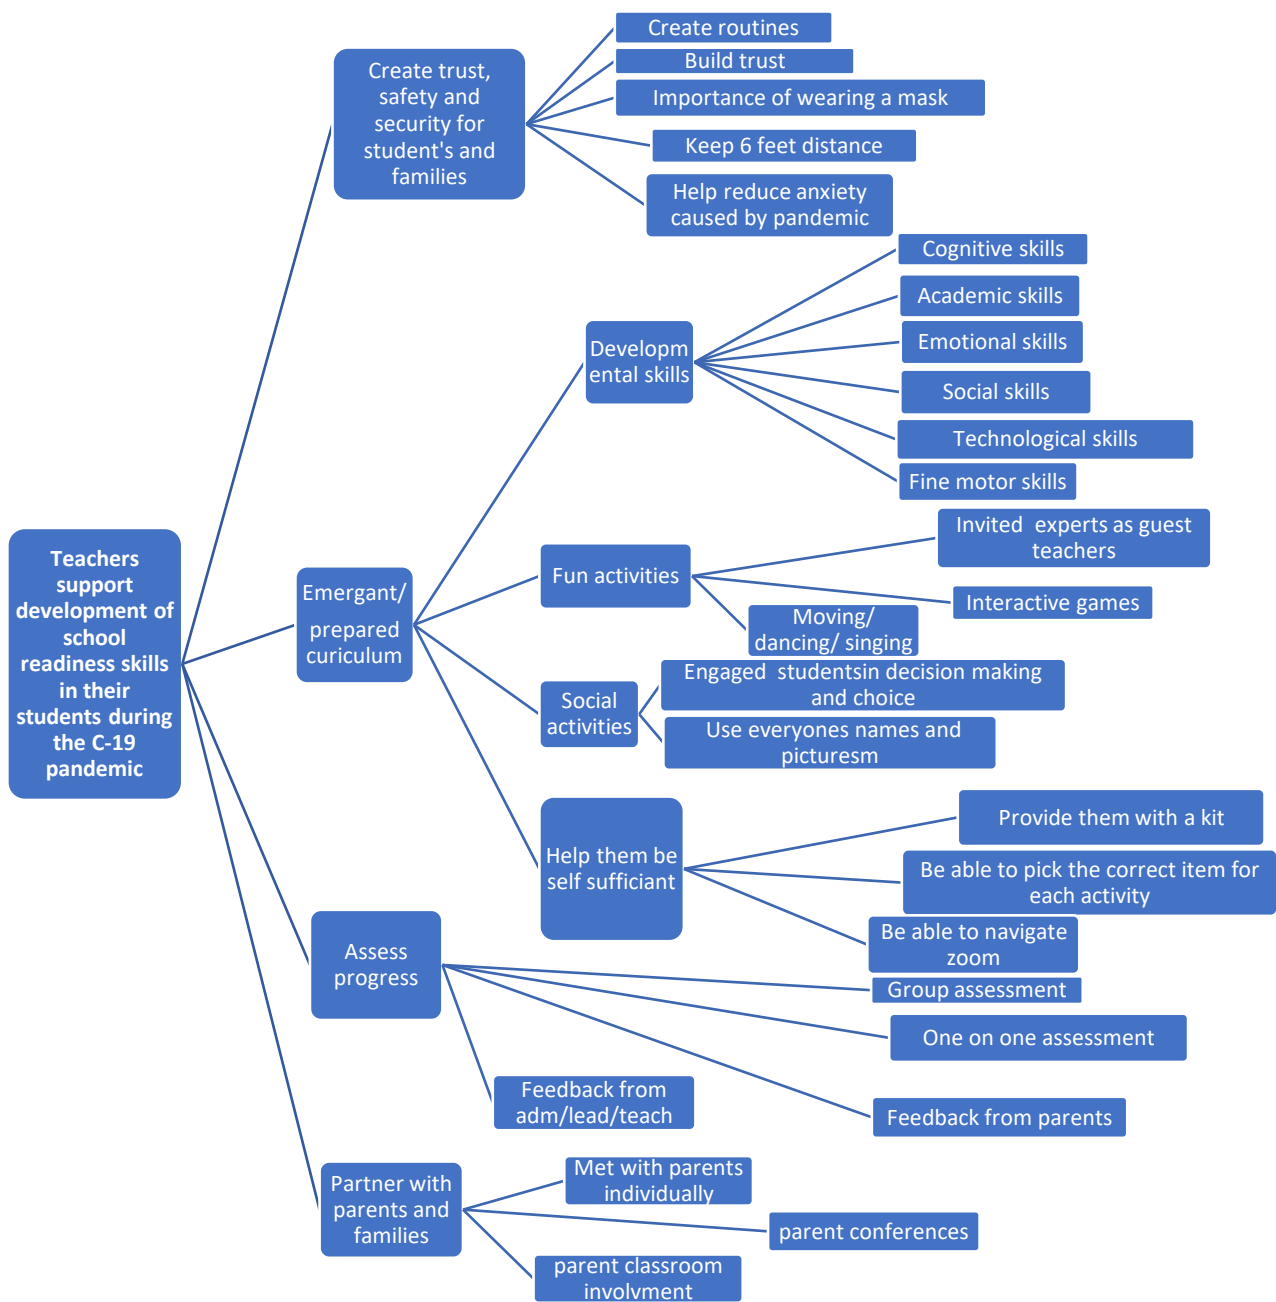 Teachers
support
development of
school
readiness skills
in their
students during
the C-19
pandemic
Create trust,
safety and
security for
student's and
families
Create routines
Build trust
Importance of wearing a mask
Keep 6 feet distance
Help reduce anxiety
caused by pandemic
Emergant/
prepared
curiculum
Developm
ental skills
Cognitive skills
Academic skills
Emotional skills
Social skills
Technological skills
Fine motor skills
Fun activities
Invited experts as guest
teachers
Interactive games
Moving/
dancing/ singing
Social
activities
Engaged studentsin decision making
and choice
Use everyones names and
picturesm
Help them be
self sufficiant
Provide them with a kit
Be able to pick the correct item for
each activity
Be able to navigate
zoom
Assess
progress
Group assessment
One on one assessment
Feedback from parents
Feedback from
adm/lead/teach
Partner with
parents and
families
Met with parents
individually
parent conferences
parent classroom
involvment